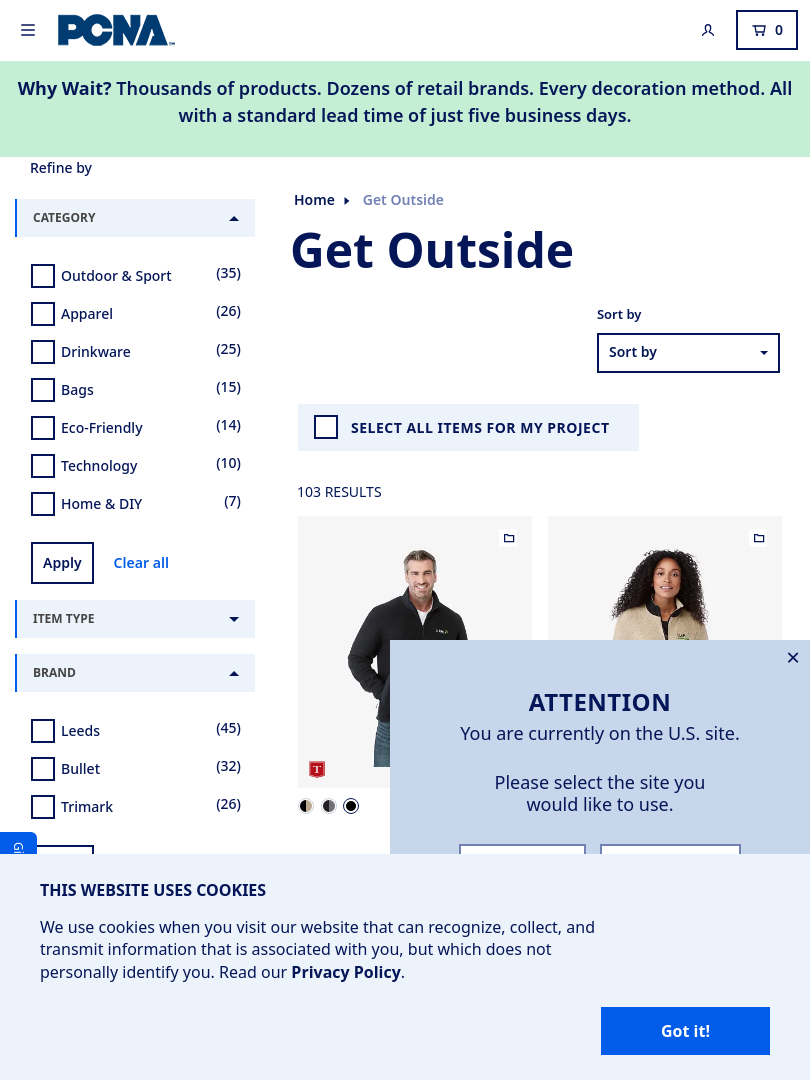 PCNA
0
Why Wait? Thousands of products. Dozens of retail brands. Every decoration method. All
with a standard lead time of just five business days.
Refine by
CATEGORY
Outdoor & Sport (35)
Apparel (26)
Drinkware (25)
Bags (15)
Eco-Friendly (14)
Technology (10)
Home & DIY (7)
Apply Clear all
ITEM TYPE
BRAND
Leeds (45)
Bullet (32)
Trimark (26)
Home Get Outside
Get Outside
Sort by
Sort by
SELECT ALL ITEMS FOR MY PROJECT
103 RESULTS
T
ATTENTION
You are currently on the U.S. site.
Please select the site you
would like to use.
THIS WEBSITE USES COOKIES
We use cookies when you visit our website that can recognize, collect, and
transmit information that is associated with you, but which does not
personally identify you. Read our Privacy Policy.
Got it!